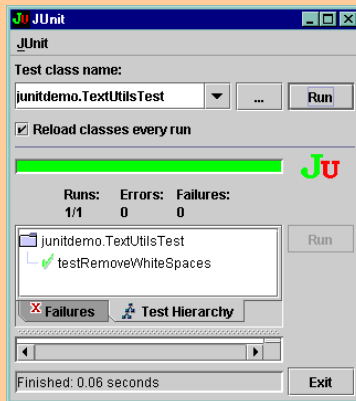 JU JUnit
JUnit
Test class name:
junitdemo.TextUtilsTest ... Run
Reload classes every run
JU
Runs: Errors: Failures:
1/1 0 0
junitdemo.TextUtilsTest Run
testRemoveWhiteSpaces
Failures Test Hierarchy
Finished: 0.06 seconds Exit